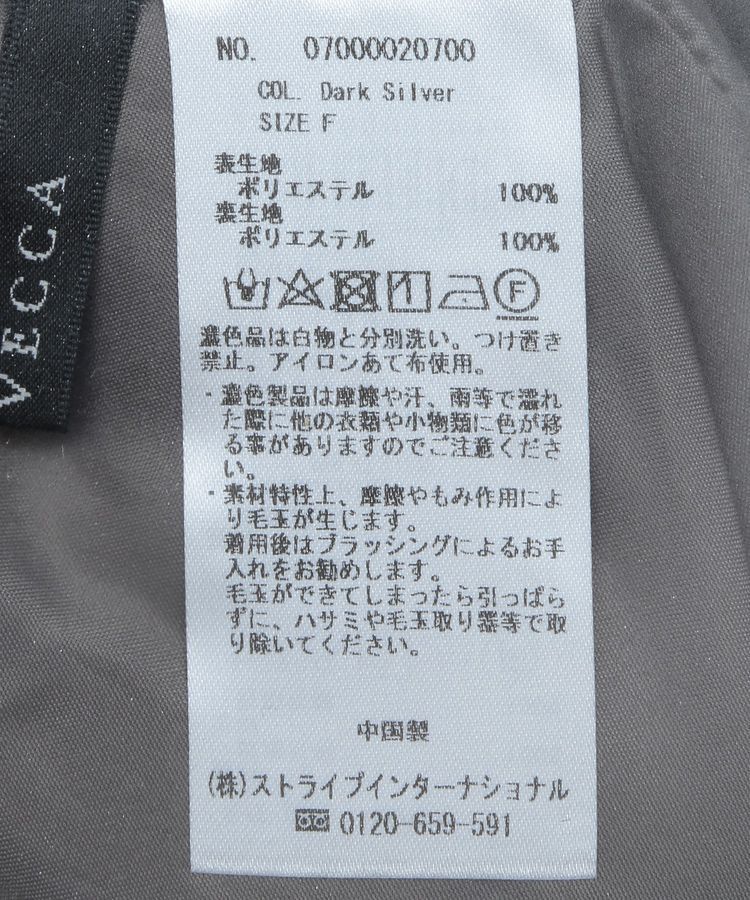 VECCA
NO. 07000020700
COL. Dark Silver
SIZE F
表生地
ポリエステル 100%
裏生地
ポリエステル 100%
F
濃色品は白物と分別洗い。つけ置き
禁止。アイロンあて布使用。
・濃色製品は摩擦や汗、雨等で濡れ
た際に他の衣類や小物類に色が移
る事がありますのでご注意くださ
い。
・素材特性上、摩擦やもみ作用によ
り毛玉が生じます。
着用後はブラッシングによるお手
入れをお勧めします。
毛玉ができてしまったら引っぱら
ずに、ハサミや毛玉取り器等で取
り除いてください。
中国製
(株)ストライプインターナショナル
0120-659-591